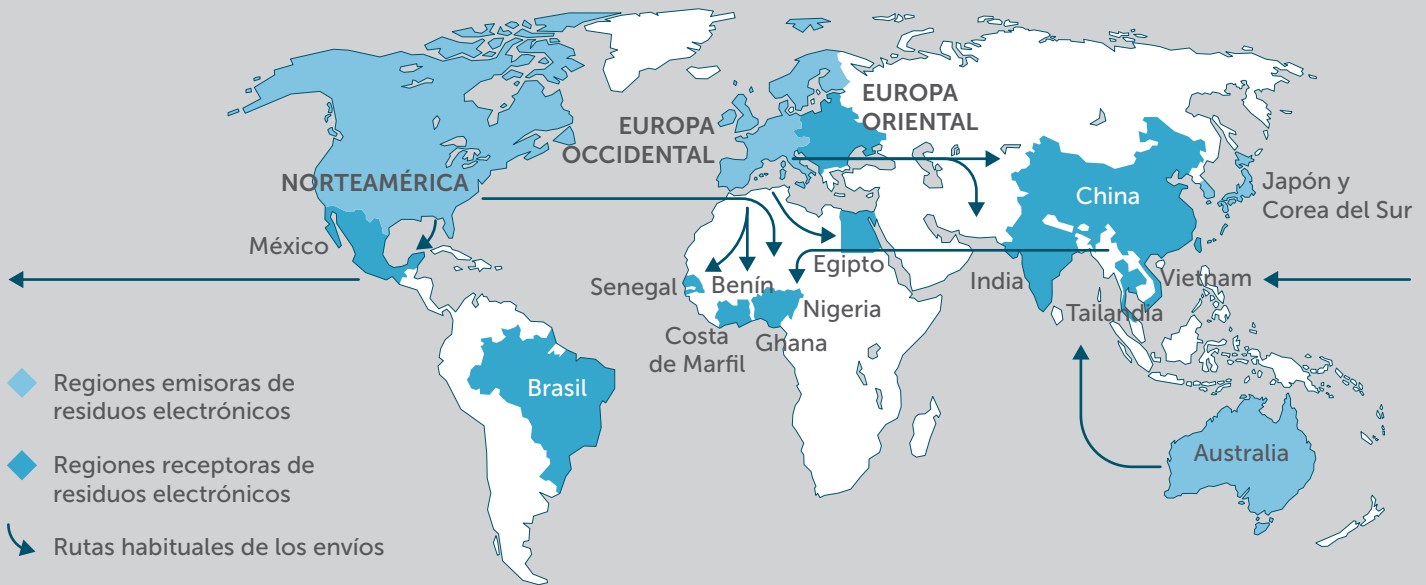 EUROPA
ORIENTAL
EUROPA
OCCIDENTAL
NORTEAMÉRICA
China
Japón y
Corea del Sur
México
Egipto
Senegal
Benín
India
Vietnam
Nigeria
Tailandia
Costa
de Marfil
Ghana
Brasil
Australia
Regiones emisoras de
residuos electrónicos
Regiones receptoras de
residuos electrónicos
Rutas habituales de los envíos